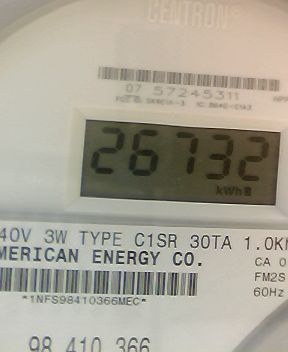 CENTRON®
07 57245311
26732
kWh
40V 3W TYPE C1SR 30TA 1.0K
MERICAN ENERGY CO. CA 0
FM2S
*1NFS98410366MEC* 60Hz
98 410 366